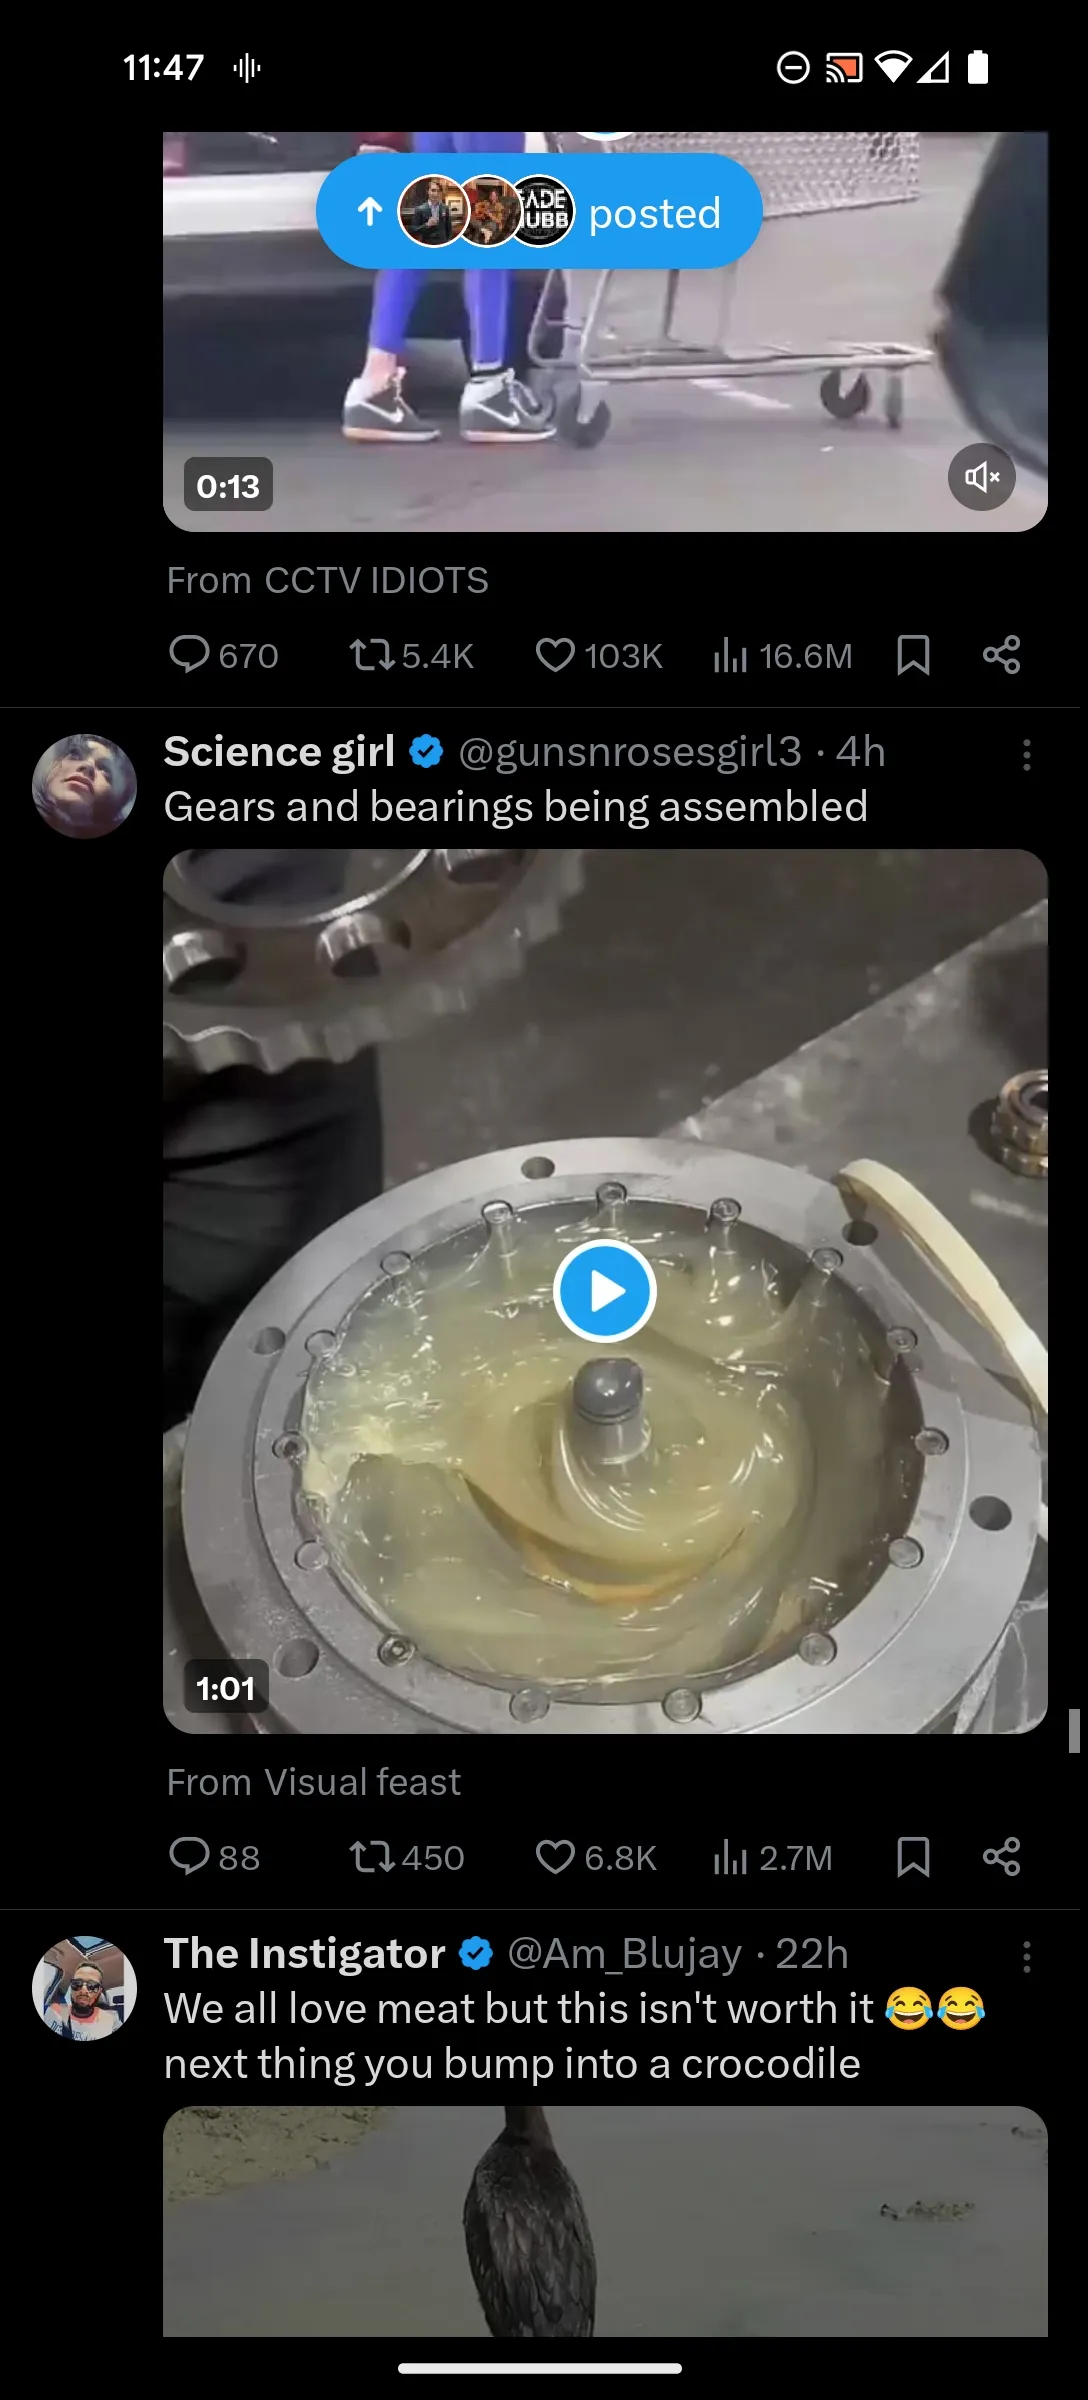 11:47
posted
0:13
From CCTV IDIOTS
670 5.4K 103K 16.6M
Science girl @gunsnrosesgirl3 · 4h
Gears and bearings being assembled
1:01
From Visual feast
88 450 6.8K 2.7M
The Instigator @Am_Blujay · 22h
We all love meat but this isn't worth it 😂😂
next thing you bump into a crocodile